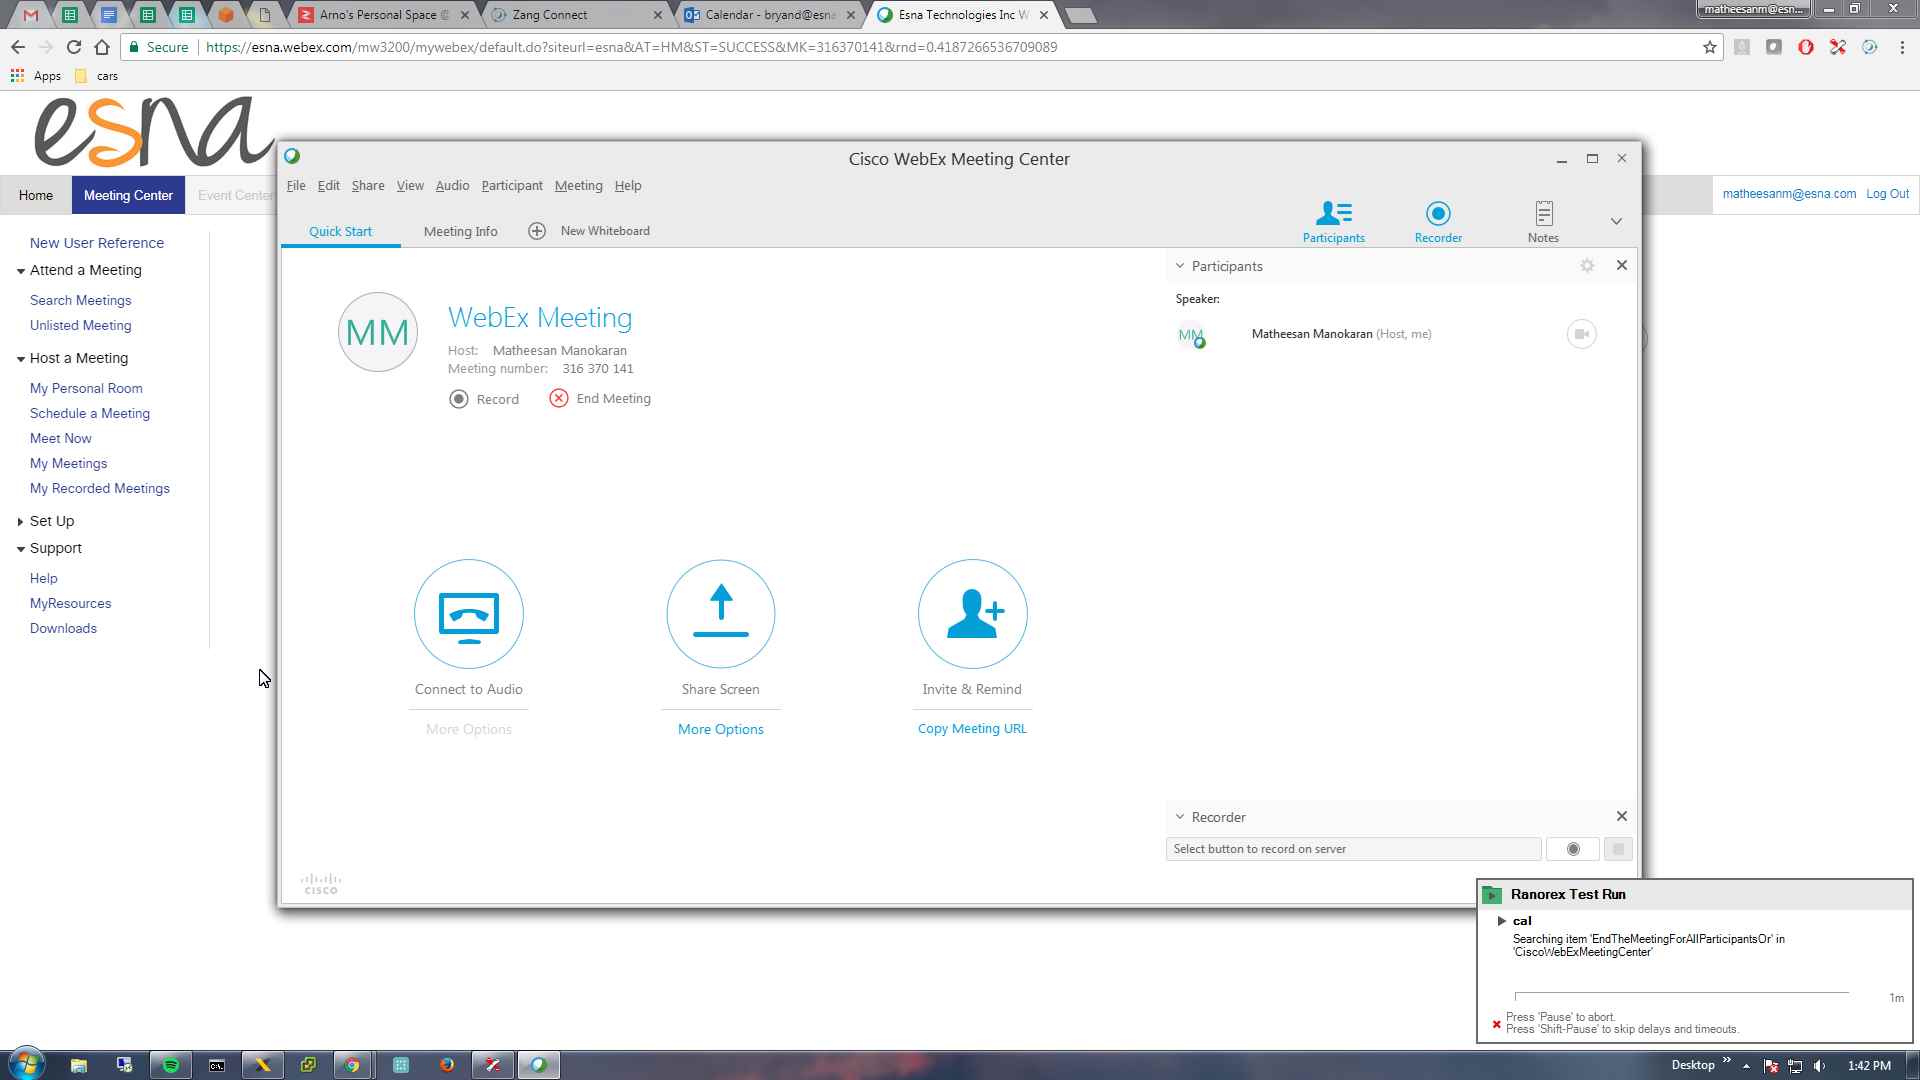 Arno's Personal Space @
Zang Connect
Calendar - bryand@esna
Esna Technologies Inc W
matheesanm@esn...
Secure
https://esna.webex.com/mw3200/mywebex/default.do?siteurl=esna&AT=HM&ST=SUCCESS&MK=316370141&rnd=0.4187266536709089
Apps
cars
esna
Home
Meeting Center
Event Center
matheesanm@esna.com
Log Out
New User Reference
Attend a Meeting
Search Meetings
Unlisted Meeting
Host a Meeting
My Personal Room
Schedule a Meeting
Meet Now
My Meetings
My Recorded Meetings
Set Up
Support
Help
MyResources
Downloads
Cisco WebEx Meeting Center
File Edit Share View Audio Participant Meeting Help
Quick Start
Meeting Info
New Whiteboard
Participants
Recorder
Notes
MM
WebEx Meeting
Host: Matheesan Manokaran
Meeting number: 316 370 141
Record
End Meeting
Connect to Audio
More Options
Share Screen
More Options
Invite & Remind
Copy Meeting URL
CISCO
Participants
Speaker:
MM
Matheesan Manokaran (Host, me)
Recorder
Select button to record on server
Ranorex Test Run
cal
Searching item 'EndTheMeetingForAllParticipantsOr' in
'CiscoWebExMeetingCenter'
1m
Press 'Pause' to abort.
Press 'Shift-Pause' to skip delays and timeouts.
Desktop
1:42 PM